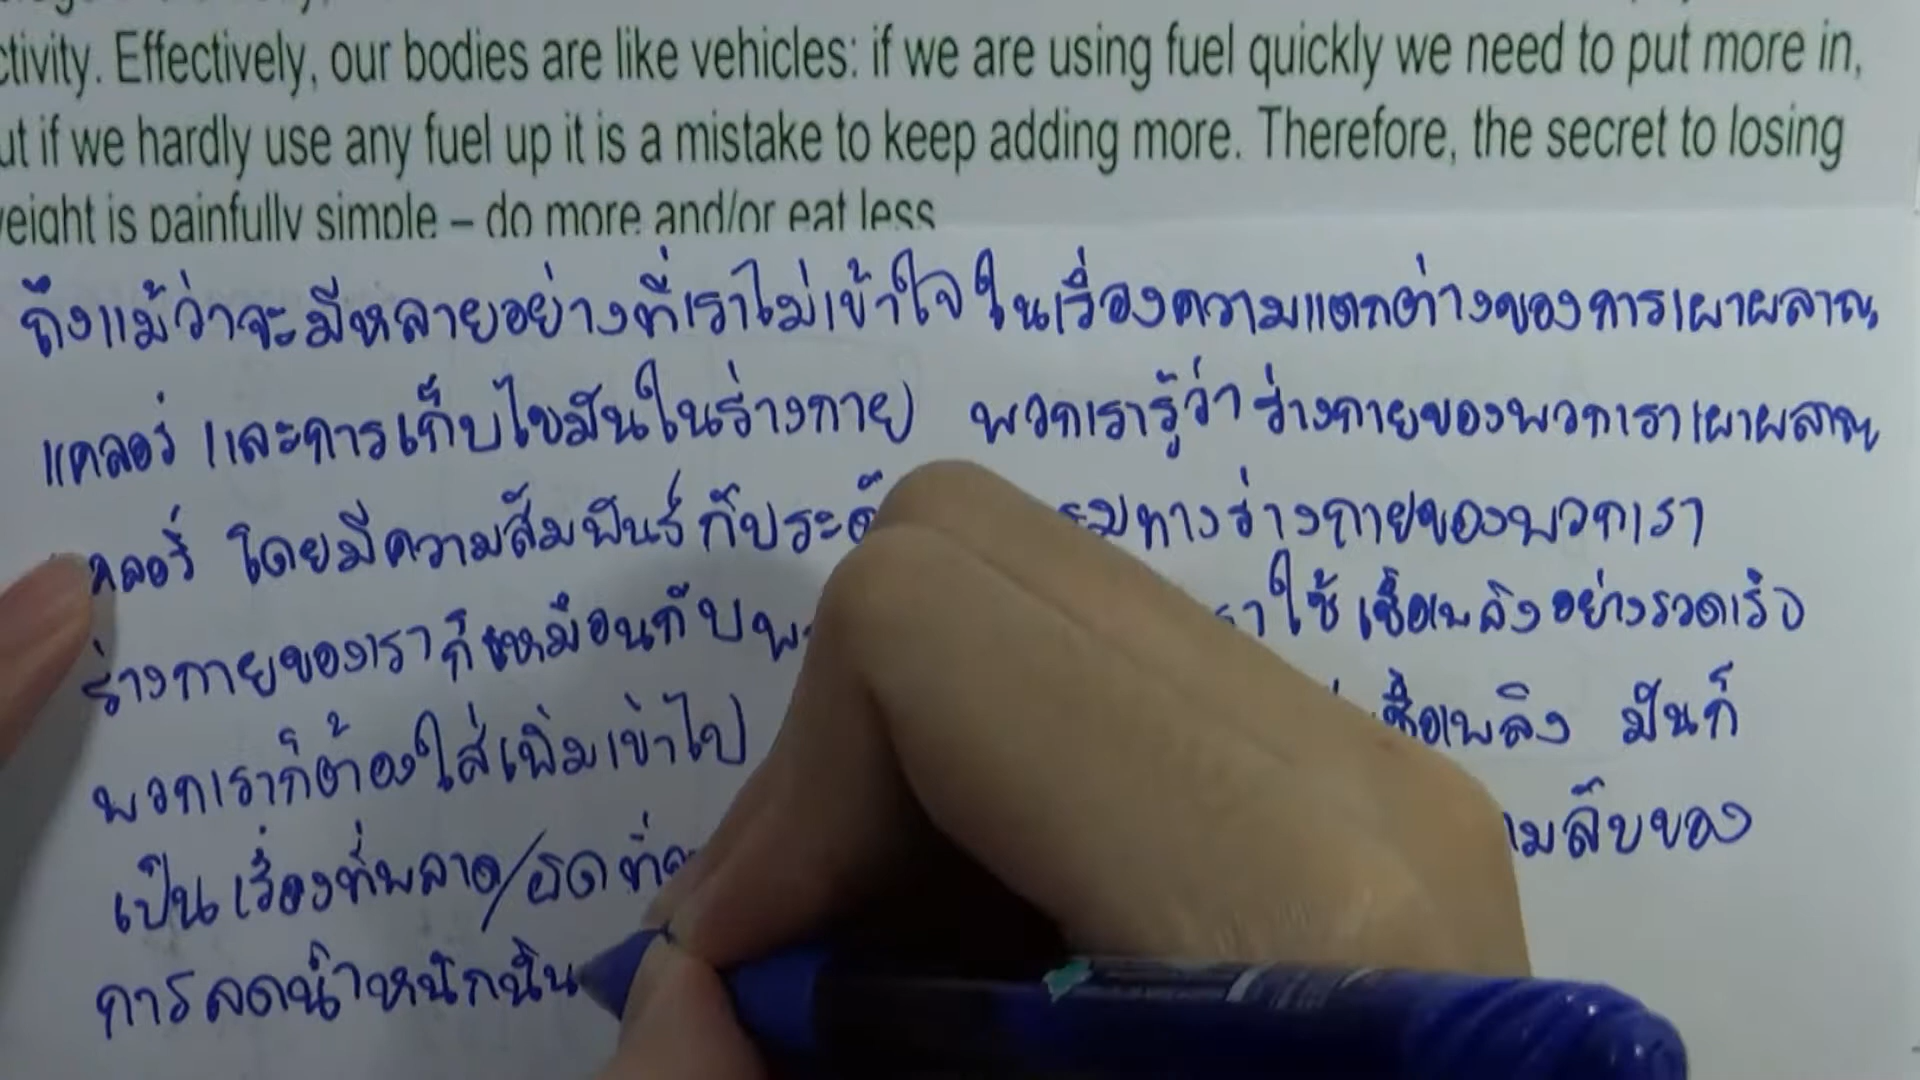 ctivity. Effectively, our bodies are like vehicles: if we are using fuel quickly we need to put more in,
ut if we hardly use any fuel up it is a mistake to keep adding more. Therefore, the secret to losing
weight is painfully simple – do more and/or eat less
ถึงแม้ว่าจะมีหลายอย่างที่เราไม่เข้าใจ ในเรื่องความแตกต่างของการเผาผลาญ
แคลอรี่ และการเก็บไขมันในร่างกาย พวกเรารู้ว่า ร่างกายของพวกเราเผาผลาญ
คลอรี่ โดยมีความสัมพันธ์กับระดั รมทางร่างกายของพวกเรา
ร่างกายของเรา ก็เหมือนกับ ราใช้ เชื้อเพลิงอย่างรวดเร็ว
พวกเราก็ต้องใส่เพิ่มเข้าไป เชื้อเพลิง มันก็
เป็นเรื่องที่พลาด/ผิด ที่ ามลับของ
การลดน้ำหนักนั้น